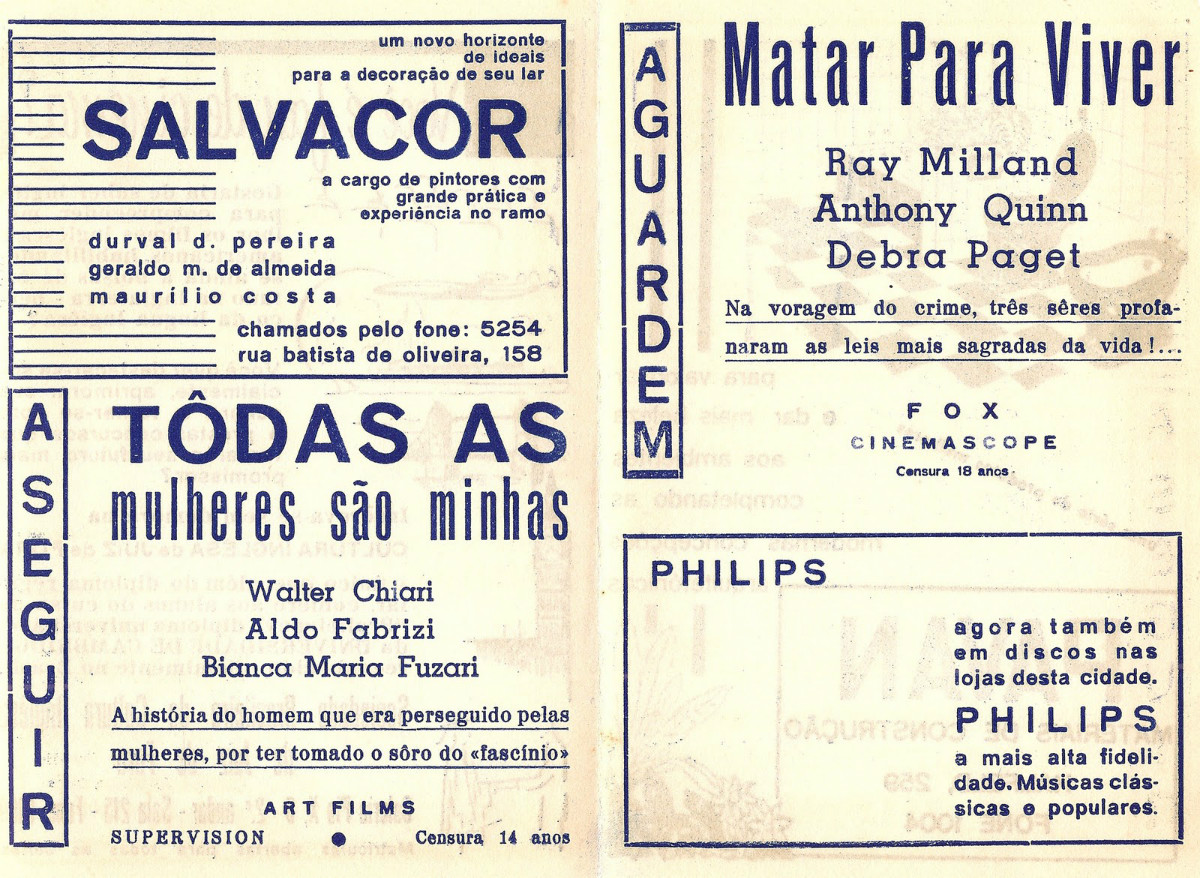 um novo horizonte
de ideais
para a decoração de seu lar
SALVACOR
a cargo de pintores com
grande prática e
experiência no ramo
durval d. pereira
geraldo m. de almeida
maurílio costa
chamados pelo fone: 5254
rua batista de oliveira, 158
A SEGUIR
TÔDAS AS
mulheres são minhas
Walter Chiari
Aldo Fabrizi
Bianca Maria Fuzari
A história do homem que era perseguido pelas
mulheres, por ter tomado o sôro do «fascínio»
ART FILMS
SUPERVISION ● Censura 14 anos
AGUARDEM
Matar Para Viver
Ray Milland
Anthony Quinn
Debra Paget
Na voragem do crime, três sêres profa-
naram as leis mais sagradas da vida!...
FOX
CINEMASCOPE
Censura 18 anos
PHILIPS
agora também
em discos nas
lojas desta cidade.
PHILIPS
a mais alta fideli-
dade. Músicas clás-
sicas e populares.